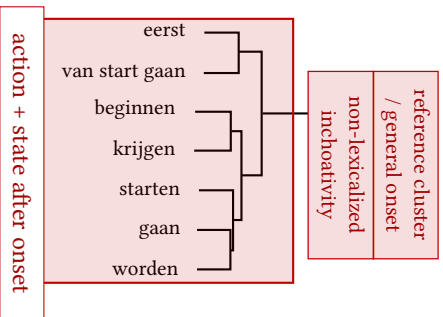 action + state after onset
eerst
van start gaan
beginnen
krijgen
starten
gaan
worden
reference cluster
/ general onset
non-lexicalized
inchoativity